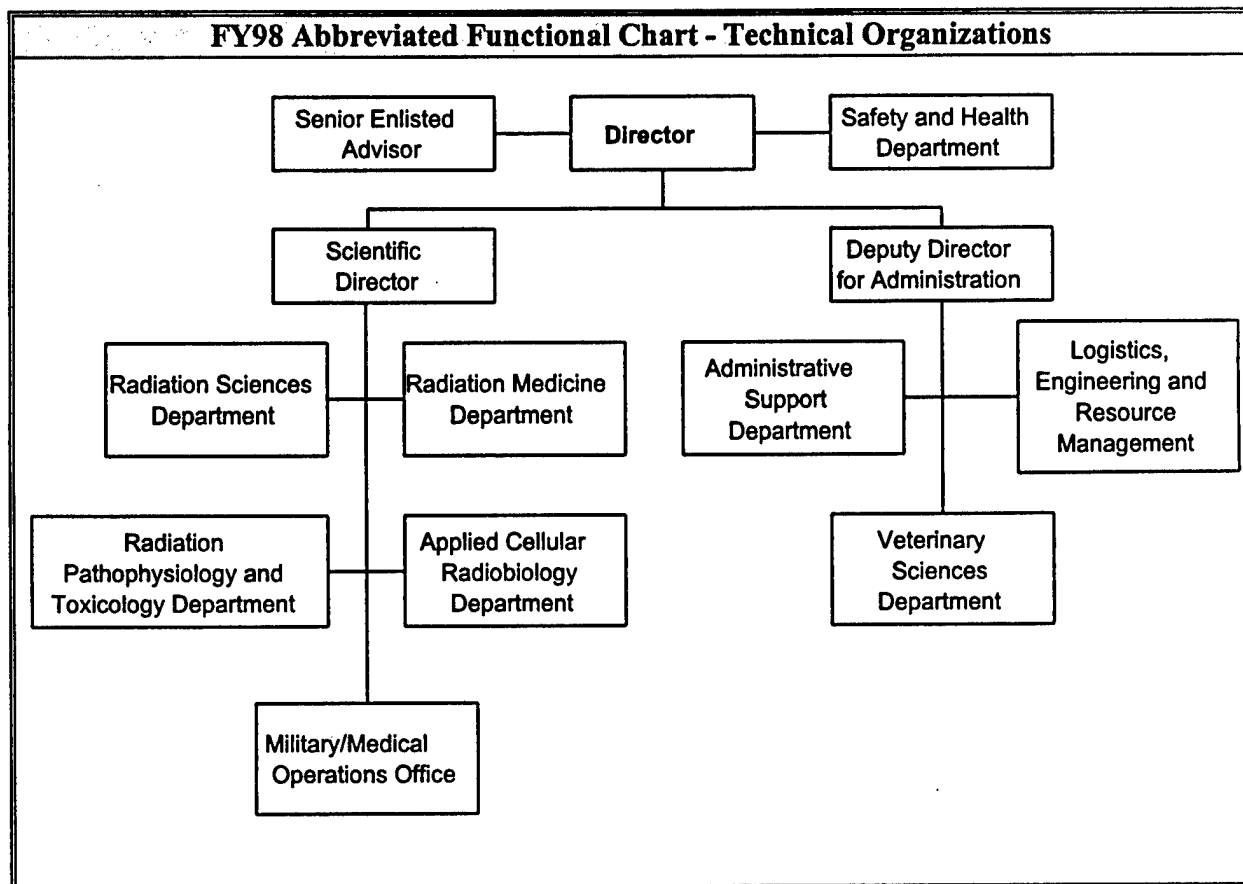 FY98 Abbreviated Functional Chart - Technical Organizations
Senior Enlisted
Advisor
Director
Safety and Health
Department
Scientific
Director
Deputy Director
for Administration
Radiation Sciences
Department
Radiation Medicine
Department
Administrative
Support
Department
Logistics,
Engineering and
Resource
Management
Radiation
Pathophysiology and
Toxicology Department
Applied Cellular
Radiobiology
Department
Veterinary
Sciences
Department
Military/Medical
Operations Office